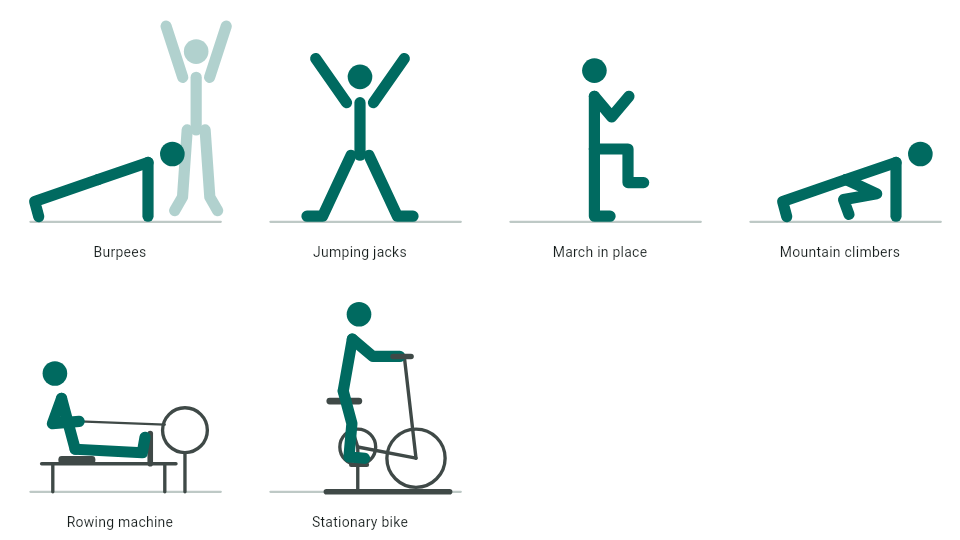 Burpees
Jumping jacks
March in place
Mountain climbers
Rowing machine
Stationary bike